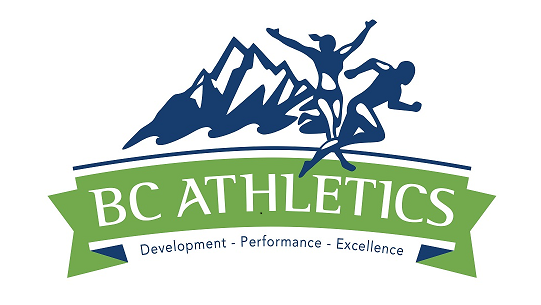 BC ATHLETICS
Development - Performance - Excellence